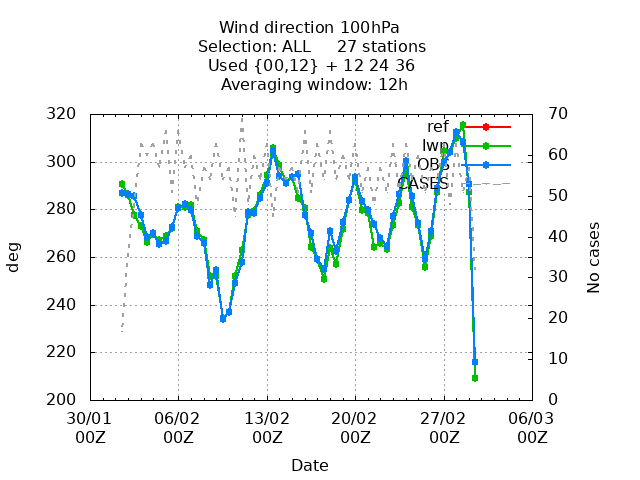 Wind direction 100hPa
Selection: ALL 27 stations
Used {00,12} + 12 24 36
Averaging window: 12h
320 70
ref
Iwp
300 60
OBS
CASES
50
280
40
260
30
240
20
220
10
200 0
deg
No cases
30/01 06/02 13/02 20/02 27/02 06/03
00Z 00Z 00Z 00Z 00Z 00Z
Date